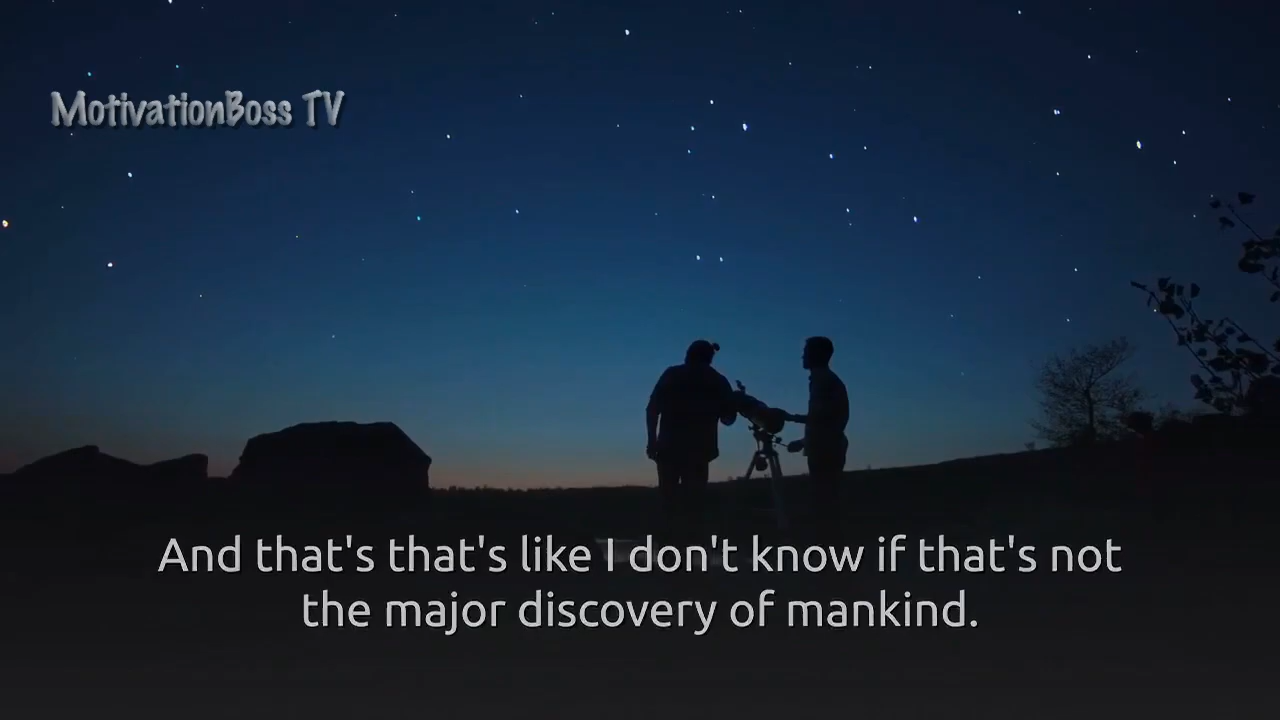 MotivationBoss TV
And that's that's like I don't know if that's not
the major discovery of mankind.